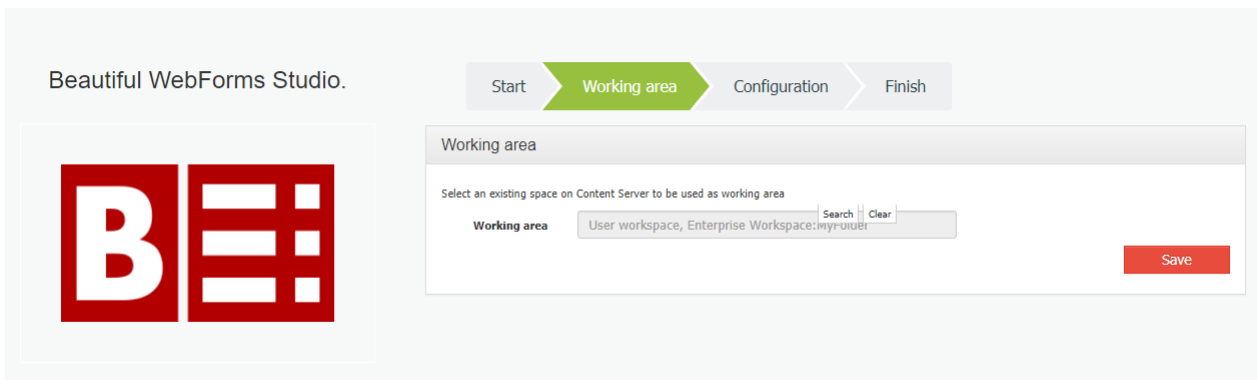 Beautiful WebForms Studio.
Start Working area Configuration Finish
Working area
Select an existing space on Content Server to be used as working area
Search Clear
Working area User workspace, Enterprise Workspace:MyFolder
Save
B